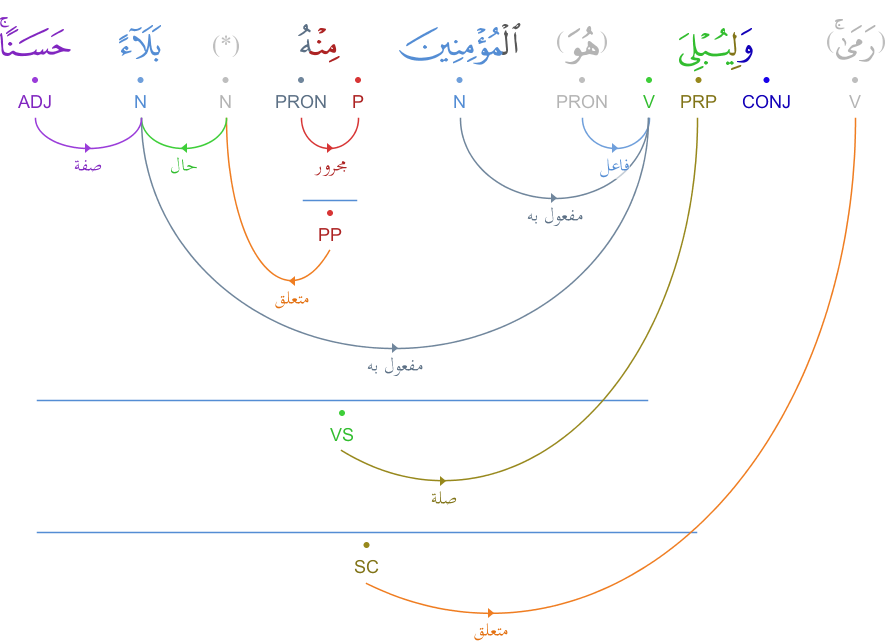 (رَمَىٰۚ) وَلِيُبْلِىَ (هُوَ) ٱلْمُؤْمِنِينَ مِنْهُ (*) بَلَآءً حَسَنًاۚ
V CONJ PRP V PRON N P PRON N N ADJ
فاعل مجرور حال صفة
مفعول به
PP
متعلق
مفعول به
VS
صلة
SC
متعلق